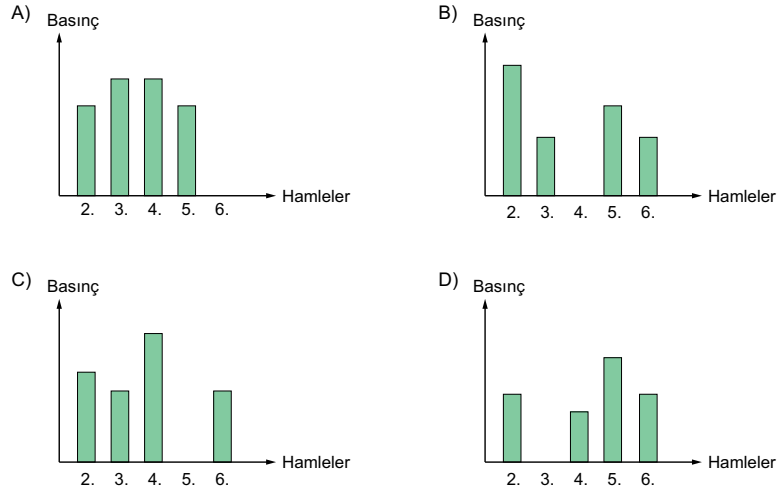 A)
Basınç
Hamleler
2. 3. 4. 5. 6.
B)
Basınç
Hamleler
2. 3. 4. 5. 6.
C)
Basınç
Hamleler
2. 3. 4. 5. 6.
D)
Basınç
Hamleler
2. 3. 4. 5. 6.